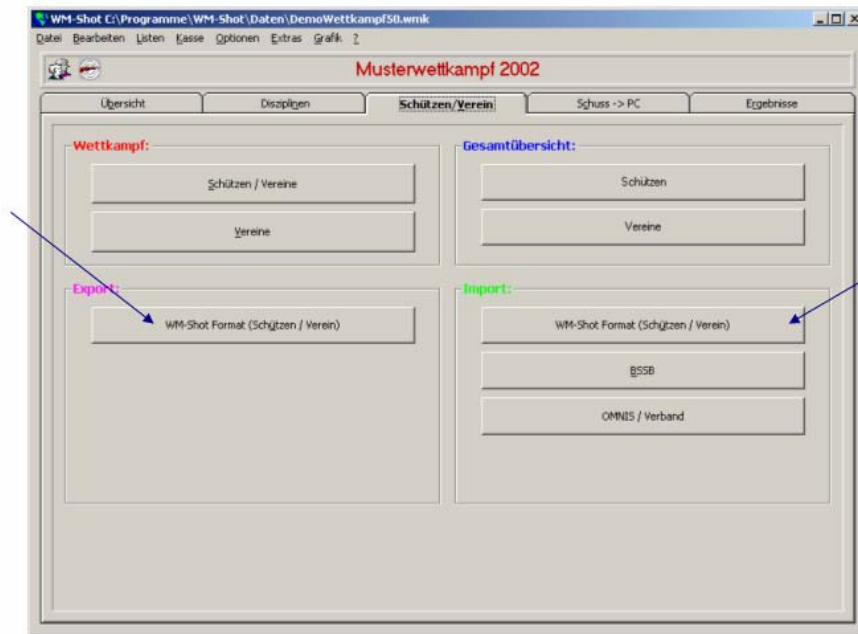 WM-Shot C:\Programme\WM-Shot\Daten\DemoWettkampf50.wmk
Datei Bearbeiten Listen Kasse Optionen Extras Grafik ?
Musterwettkampf 2002
Übersicht Disziplinen Schützen/Verein Schuss -> PC Ergebnisse
Wettkampf:
Schützen / Vereine
Vereine
Gesamtübersicht:
Schützen
Vereine
Export:
WM-Shot Format (Schützen / Verein)
Import:
WM-Shot Format (Schützen / Verein)
BSSB
OMNIS / Verband